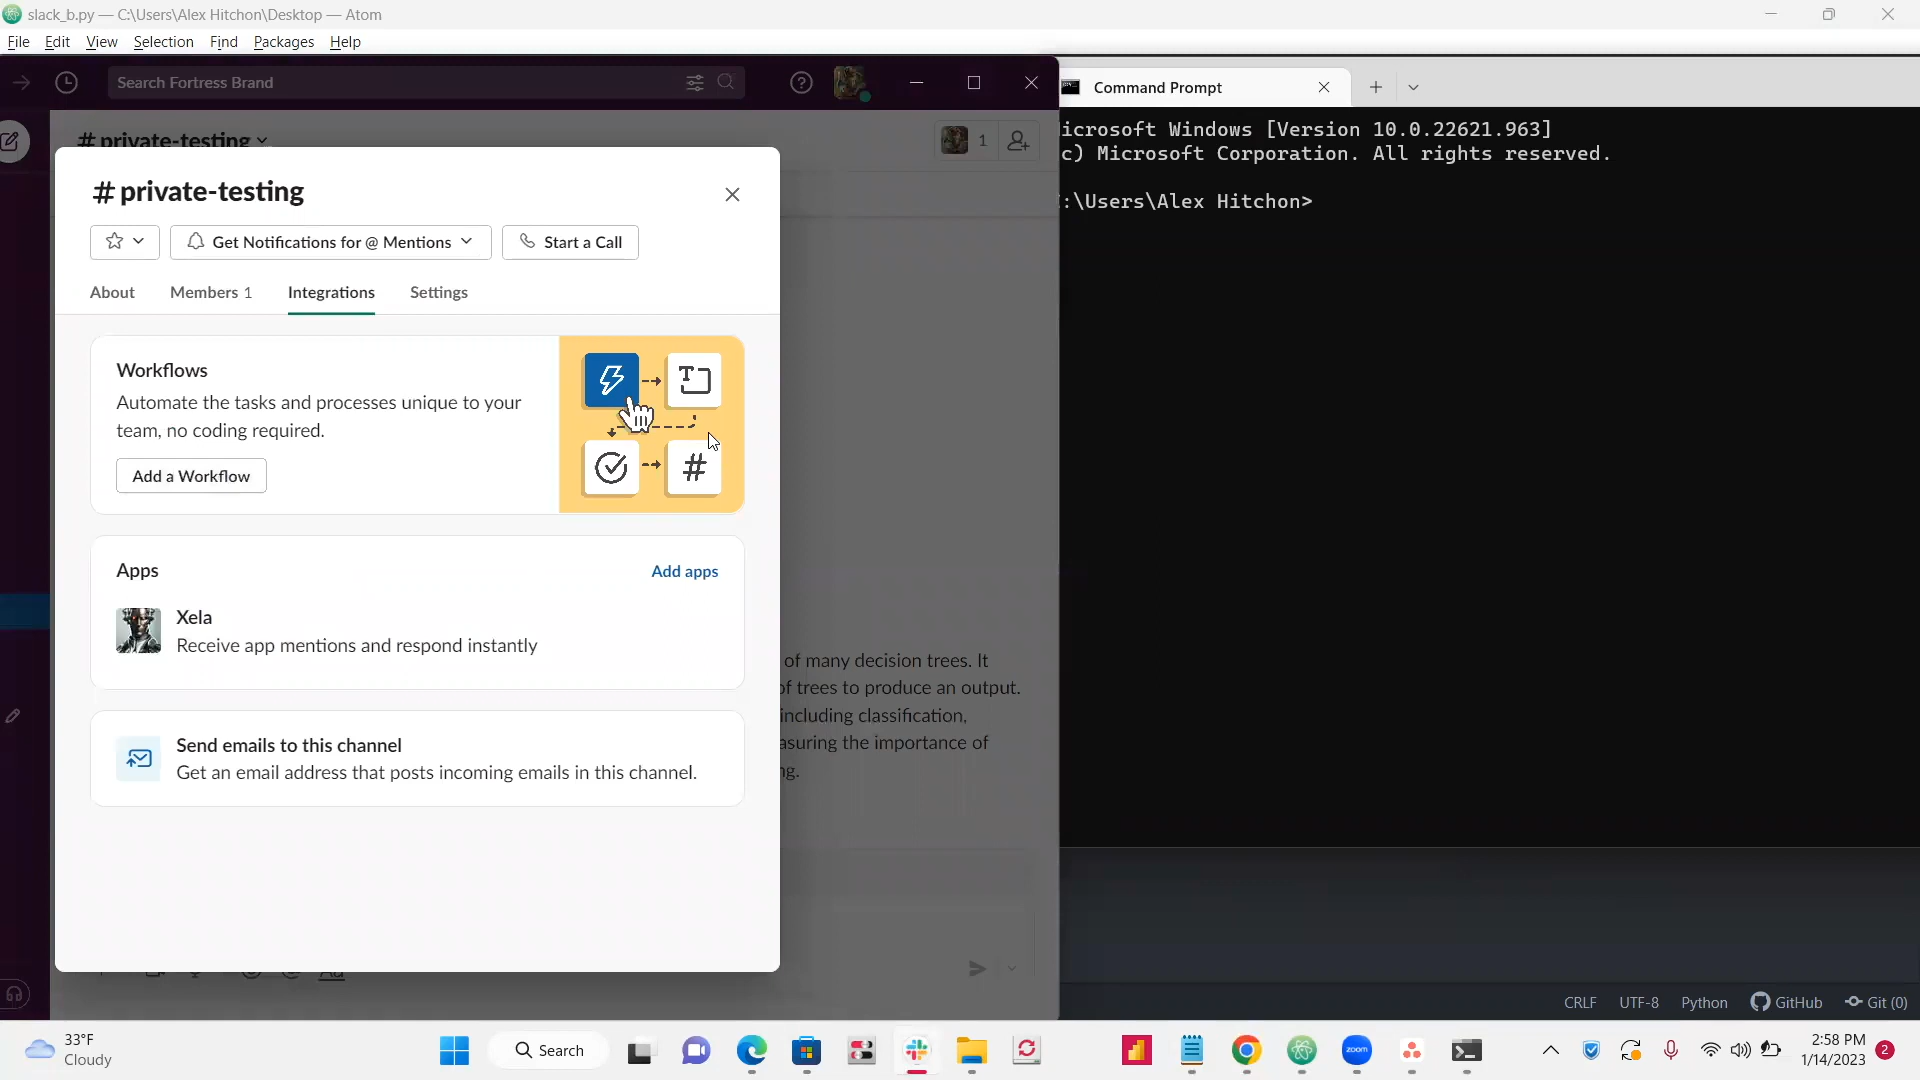 slack_b.py — C:\Users\Alex Hitchon\Desktop — Atom
File Edit View Selection Find Packages Help
Search Fortress Brand
Command Prompt
# private-testing
1
icrosoft Windows [Version 10.0.22621.963]
c) Microsoft Corporation. All rights reserved.
:\Users\Alex Hitchon>
# private-testing
Get Notifications for @ Mentions
Start a Call
About
Members 1
Integrations
Settings
Workflows
Automate the tasks and processes unique to your
team, no coding required.
Add a Workflow
T
#
Apps
Add apps
Xela
Receive app mentions and respond instantly
of many decision trees. It
of trees to produce an output.
including classification,
asuring the importance of
ng.
Send emails to this channel
Get an email address that posts incoming emails in this channel.
Aa
CRLF UTF-8 Python GitHub Git (0)
33°F
Cloudy
Search
zoom
2:58 PM
1/14/2023
2